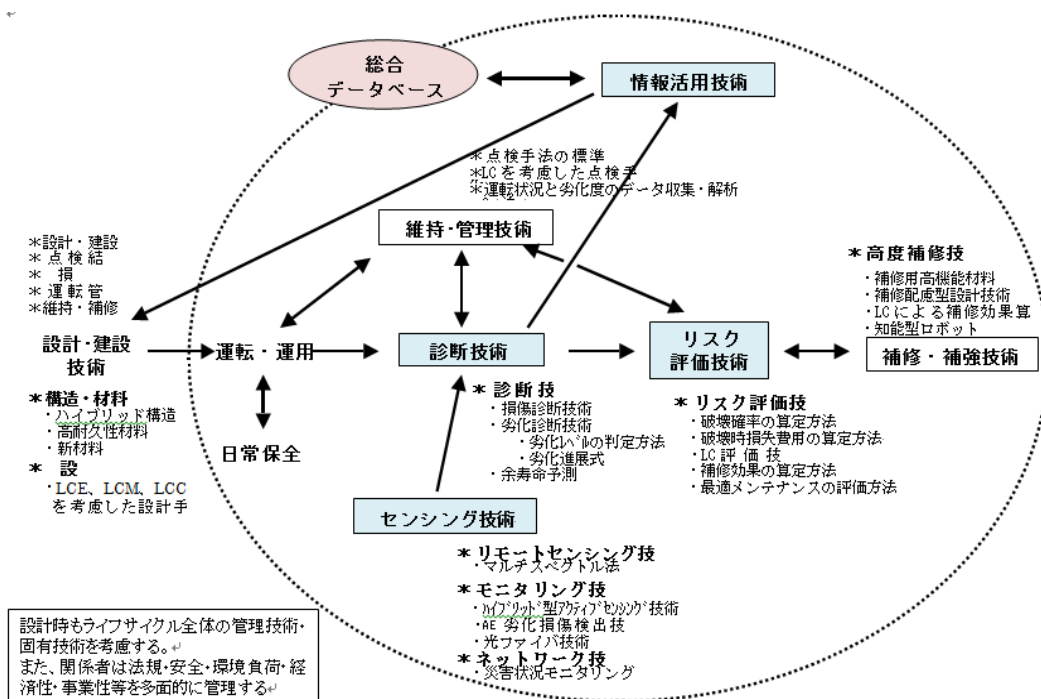 総合
データベース
情報活用技術
＊点検手法の標準
＊LCを考慮した点検手
＊運転状況と劣化度のデータ収集・解析
維持・管理技術
＊設計・建設
＊点検結
＊ 損
＊運転管
＊維持・補修
＊高度補修技
・補修用高機能材料
・補修配慮型設計技術
・LCによる補修効果算
・知能型ロボット
設計・建設
技術
運転・運用
診断技術
リスク
評価技術
補修・補強技術
＊構造・材料
・ハイブリッド構造
・高耐久性材料
・新材料
＊ 設
・LCE、LCM、LCC
を考慮した設計手
日常保全
＊診断技
・損傷診断技術
・劣化診断技術
・劣化ﾚﾍﾞﾙの判定方法
・劣化進展式
・余寿命予測
＊リスク評価技
・破壊確率の算定方法
・破壊時損失費用の算定方法
・LC評価技
・補修効果の算定方法
・最適メンテナンスの評価方法
センシング技術
＊リモートセンシング技
・マルチスペクトル法
＊モニタリング技
・ﾊｲﾌﾞﾘｯﾄﾞ型ｱｸﾃｨﾌﾞｾﾝｼﾝｸﾞ技術
・AE 劣化損傷検出技
・光ファイバ技術
＊ネットワーク技
・災害状況モニタリング
設計時もライフサイクル全体の管理技術・
固有技術を考慮する。
また、関係者は法規・安全・環境負荷・経
済性・事業性等を多面的に管理する